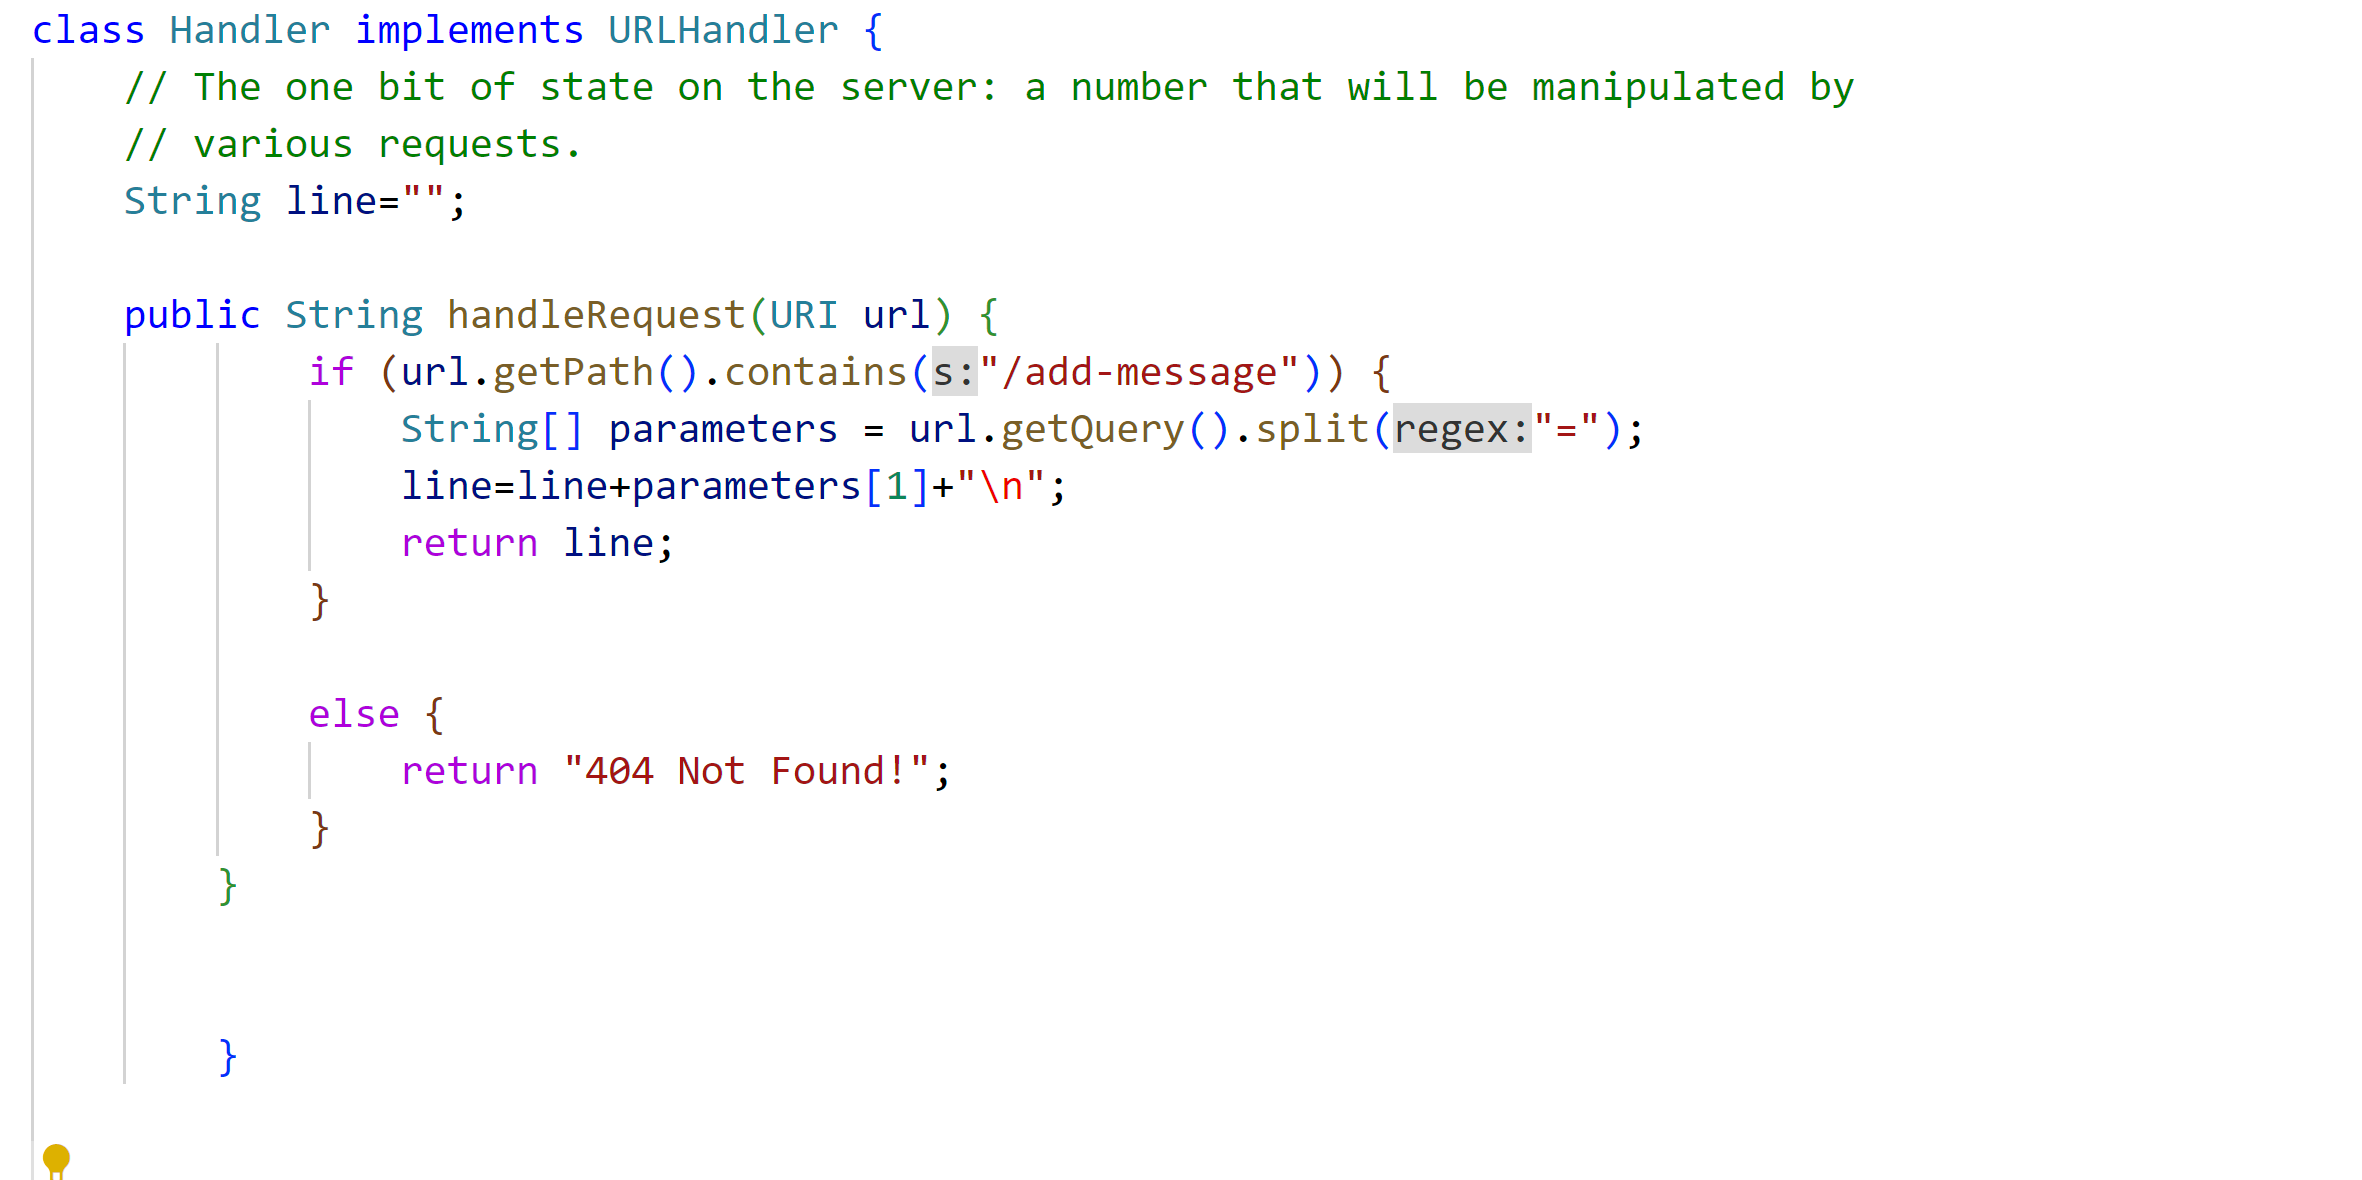 class Handler implements URLHandler {
    // The one bit of state on the server: a number that will be manipulated by
    // various requests.
    String line="";
    public String handleRequest(URI url) {
            if (url.getPath().contains(s:"/add-message")) {
                String[] parameters = url.getQuery().split(regex:"=");
                line=line+parameters[1]+"\n";
                return line;
            }
            else {
                return "404 Not Found!";
            }
        }
        }